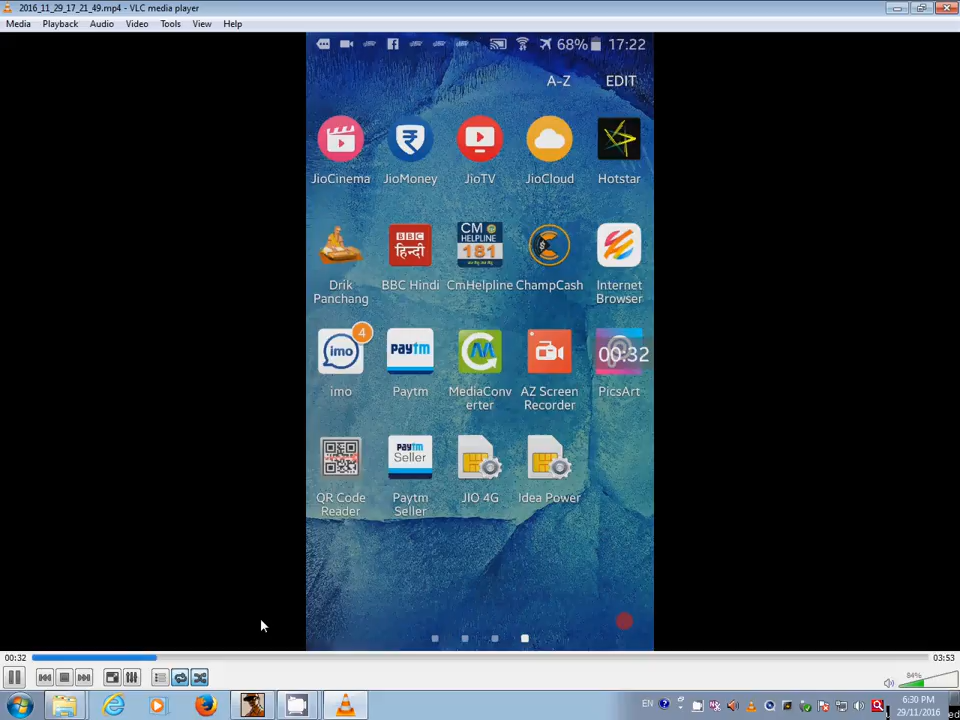 2016_11_29_17_21_49.mp4 - VLC media player
Media Playback Audio Video Tools View Help
68% 17:22
A-Z EDIT
JioCinema JioMoney JioTV JioCloud Hotstar
BBC
हिन्दी
CM
HELPLINE
181
Drik
Panchang
BBC Hindi
CmHelpline
ChampCash
Internet
Browser
imo
4
paytm
00:32
imo
Paytm
MediaConv
erter
AZ Screen
Recorder
PicsArt
paytm
Seller
QR Code
Reader
Paytm
Seller
JIO 4G
Idea Power
00:32
03:53
84%
EN
6:30 PM
29/11/2016